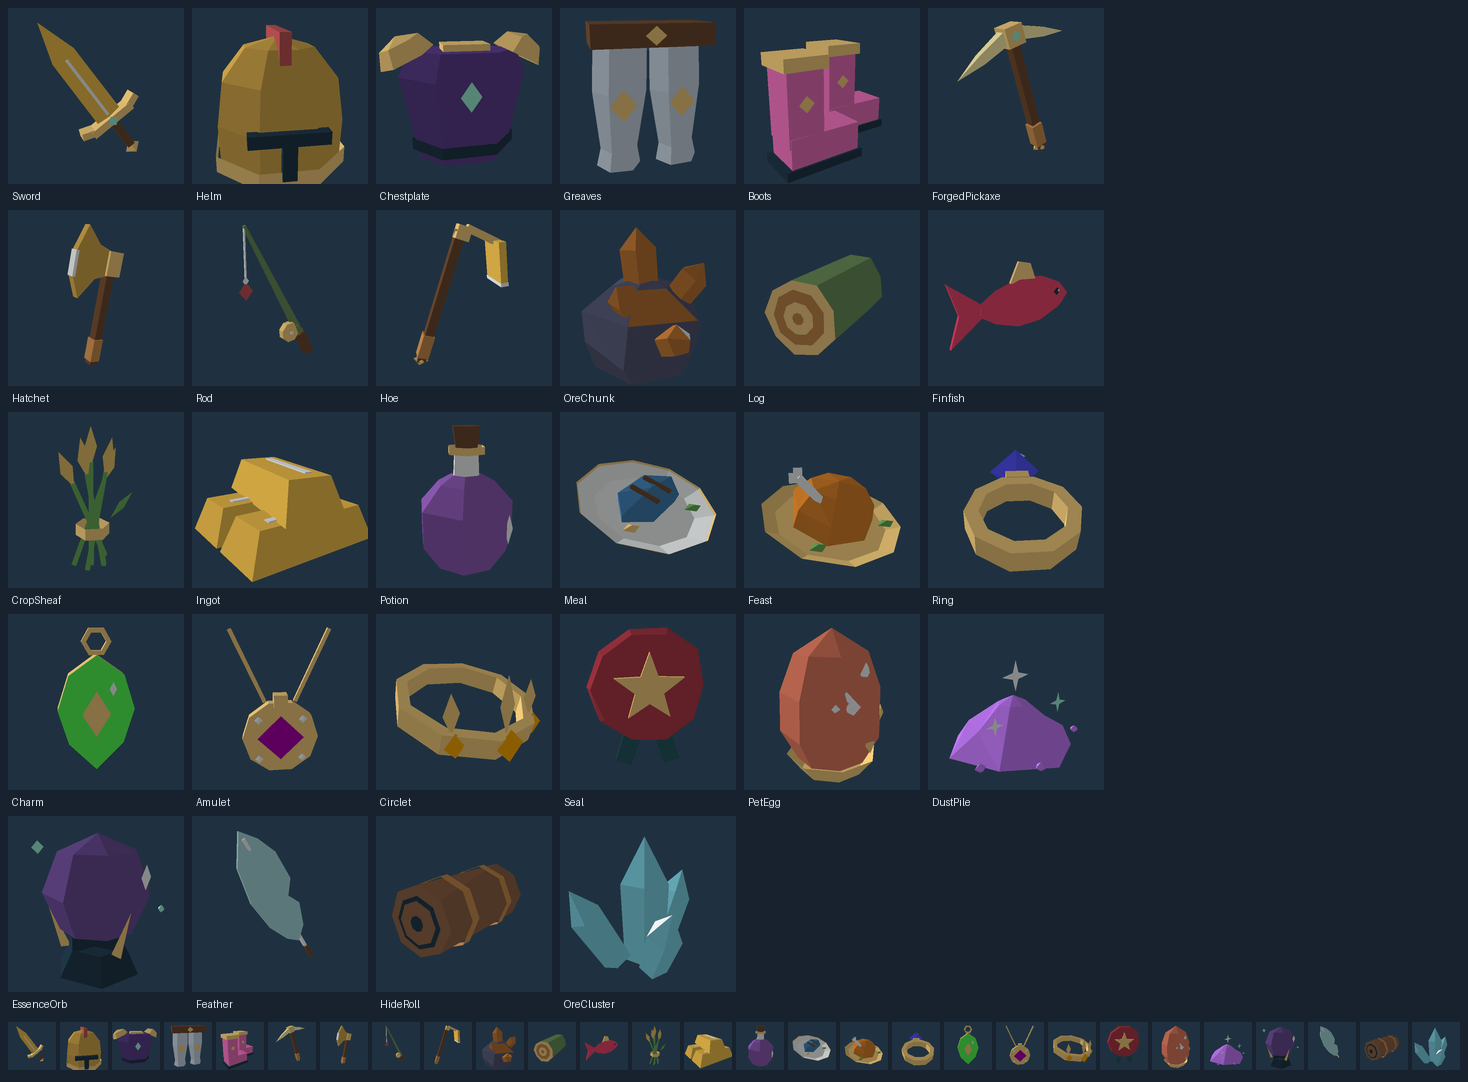 Sword
Helm
Chestplate
Greaves
Boots
ForgedPickaxe
Hatchet
Rod
Hoe
OreChunk
Log
Finfish
CropSheaf
Ingot
Potion
Meal
Feast
Ring
Charm
Amulet
Circlet
Seal
PetEgg
DustPile
EssenceOrb
Feather
HideRoll
OreCluster